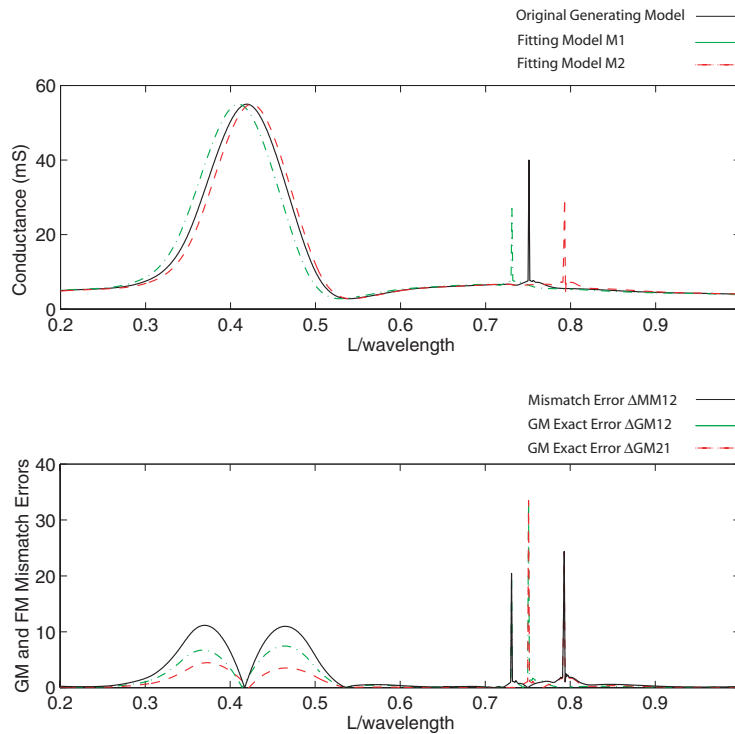 Original Generating Model
Fitting Model M1
Fitting Model M2
60
40
20
0
Conductance (mS)
0.2 0.3 0.4 0.5 0.6 0.7 0.8 0.9
L/wavelength
Mismatch Error ΔMM12
GM Exact Error ΔGM12
GM Exact Error ΔGM21
40
30
20
10
0
GM and FM Mismatch Errors
0.2 0.3 0.4 0.5 0.6 0.7 0.8 0.9
L/wavelength